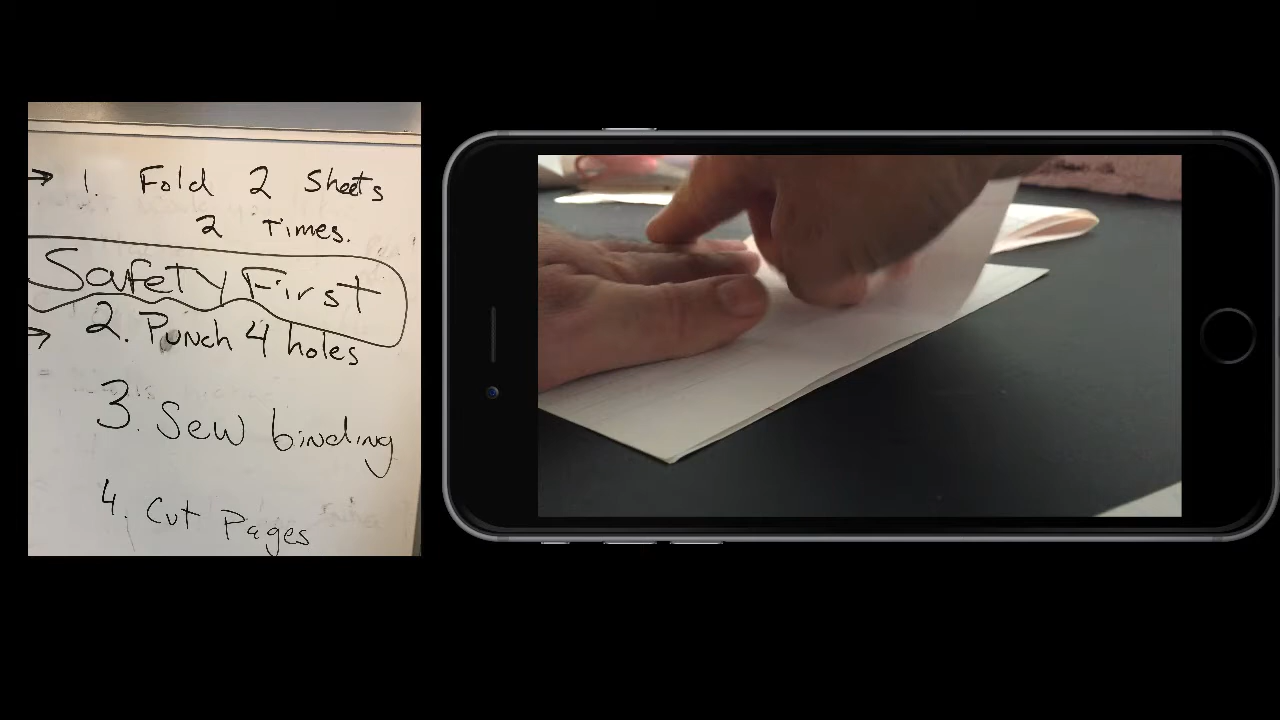 → 1. Fold 2 Sheets
2 Times.
Safety First
→ 2. Punch 4 holes
3. Sew binding
4. Cut Pages